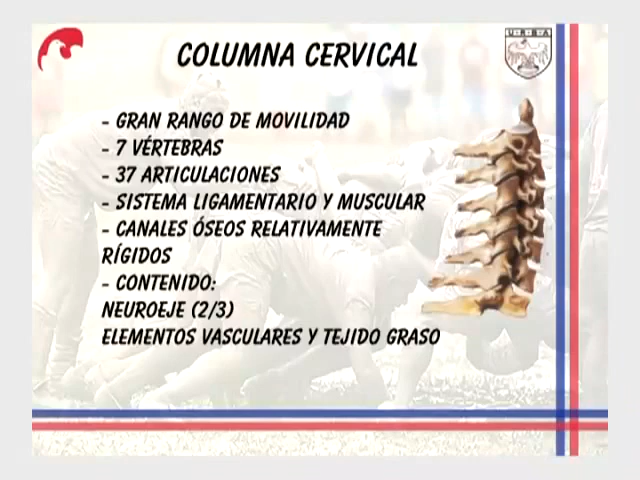 COLUMNA CERVICAL
- GRAN RANGO DE MOVILIDAD
- 7 VÉRTEBRAS
- 37 ARTICULACIONES
- SISTEMA LIGAMENTARIO Y MUSCULAR
- CANALES ÓSEOS RELATIVAMENTE
RÍGIDOS
- CONTENIDO:
NEUROEJE (2/3)
ELEMENTOS VASCULARES Y TEJIDO GRASO